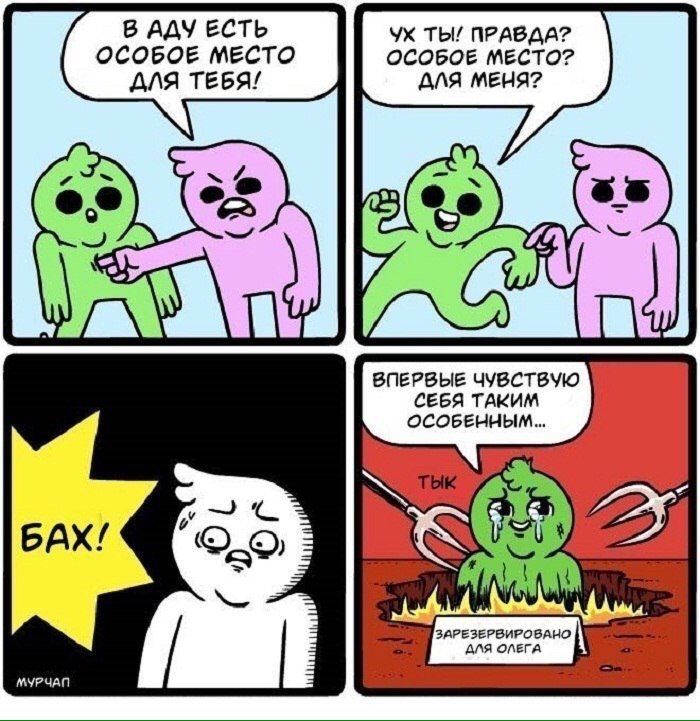 В АДУ ЕСТЬ
ОСОБОЕ МЕСТО
ДЛЯ ТЕБЯ!
УХ ТЫ! ПРАВДА?
ОСОБОЕ МЕСТО?
ДЛЯ МЕНЯ?
БАХ!
МУРЧАП
ВПЕРВЫЕ ЧУВСТВУЮ
СЕБЯ ТАКИМ
ОСОБЕННЫМ...
ТЫК
ЗАРЕЗЕРВИРОВАНО
ДЛЯ ОЛЕГА